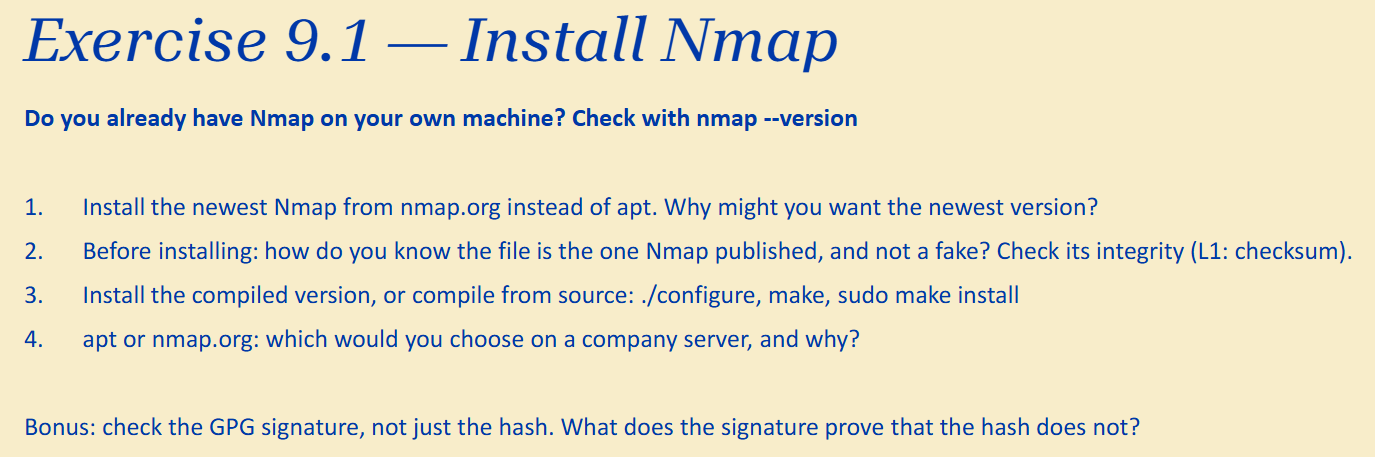 Exercise 9.1 — Install Nmap
Do you already have Nmap on your own machine? Check with nmap --version
1. Install the newest Nmap from nmap.org instead of apt. Why might you want the newest version?
2. Before installing: how do you know the file is the one Nmap published, and not a fake? Check its integrity (L1: checksum).
3. Install the compiled version, or compile from source: ./configure, make, sudo make install
4. apt or nmap.org: which would you choose on a company server, and why?
Bonus: check the GPG signature, not just the hash. What does the signature prove that the hash does not?